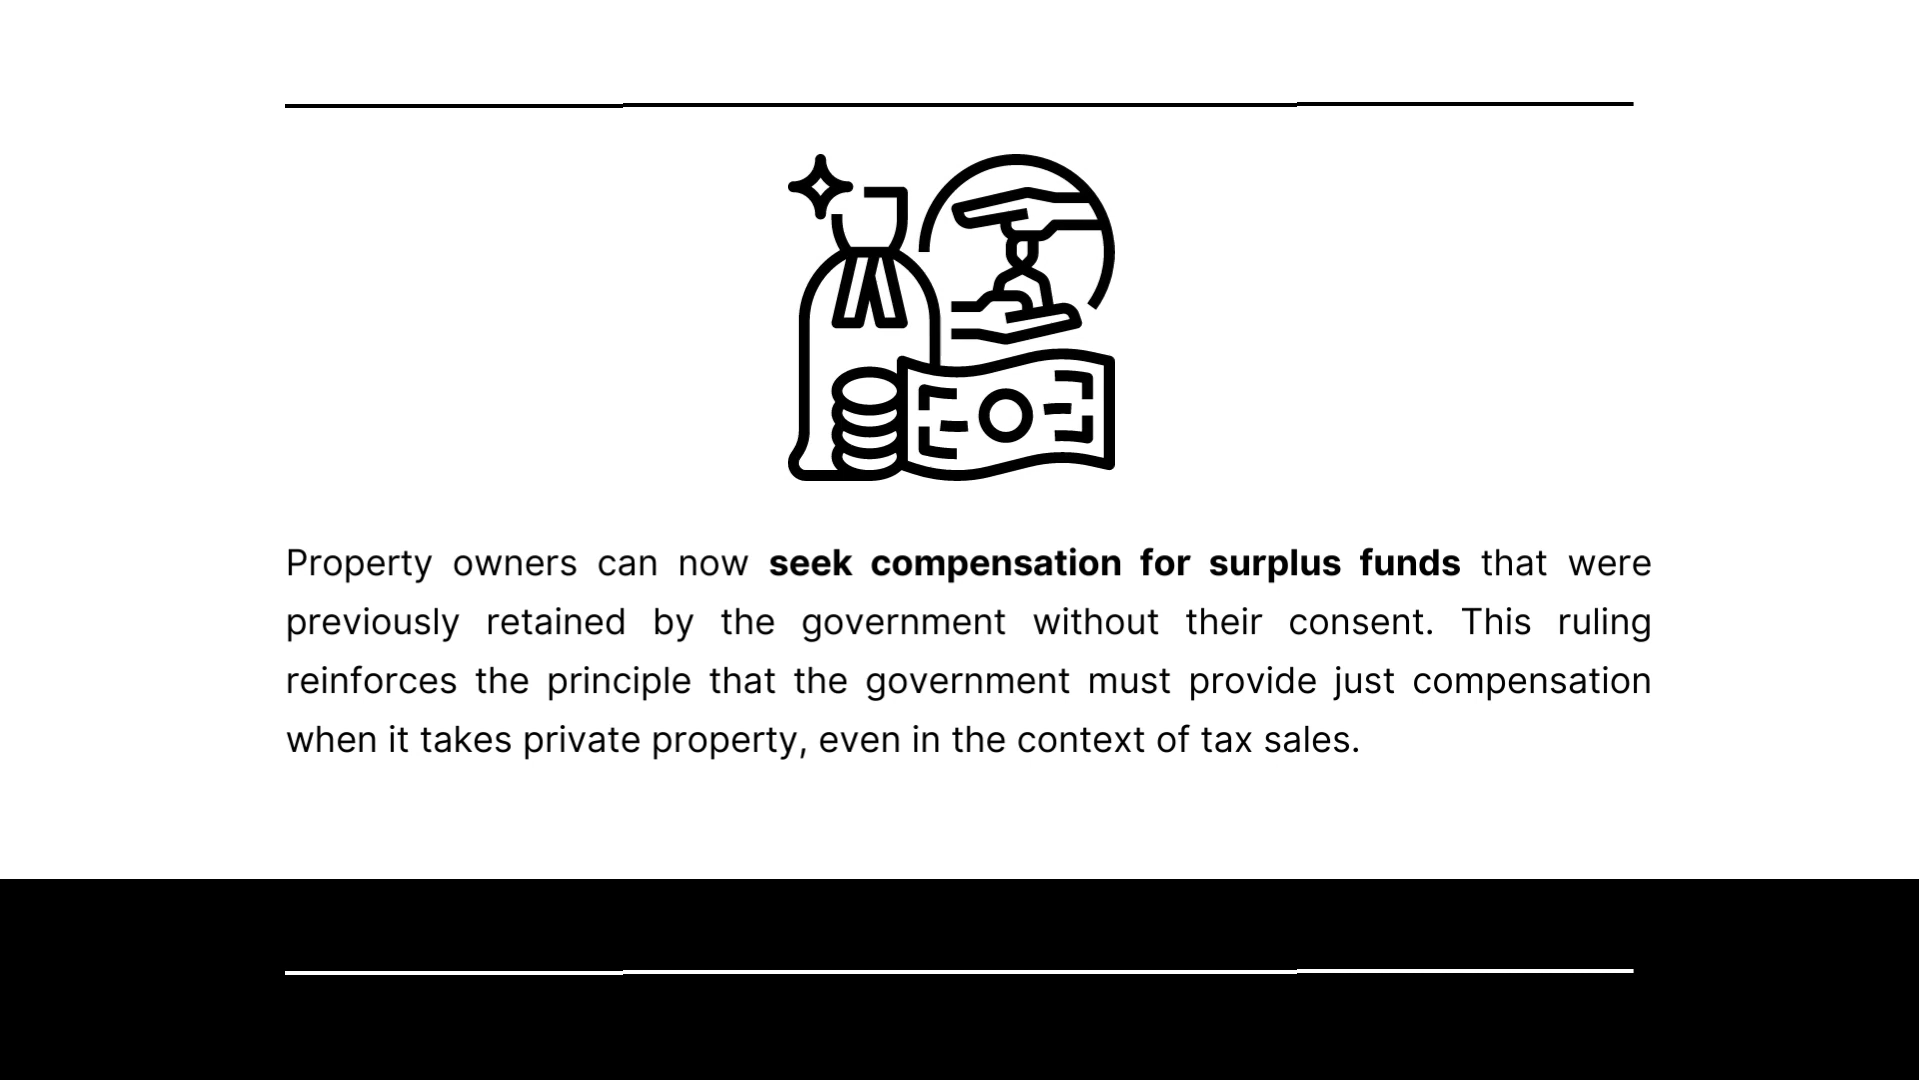 Property owners can now seek compensation for surplus funds that were
previously retained by the government without their consent. This ruling
reinforces the principle that the government must provide just compensation
when it takes private property, even in the context of tax sales.